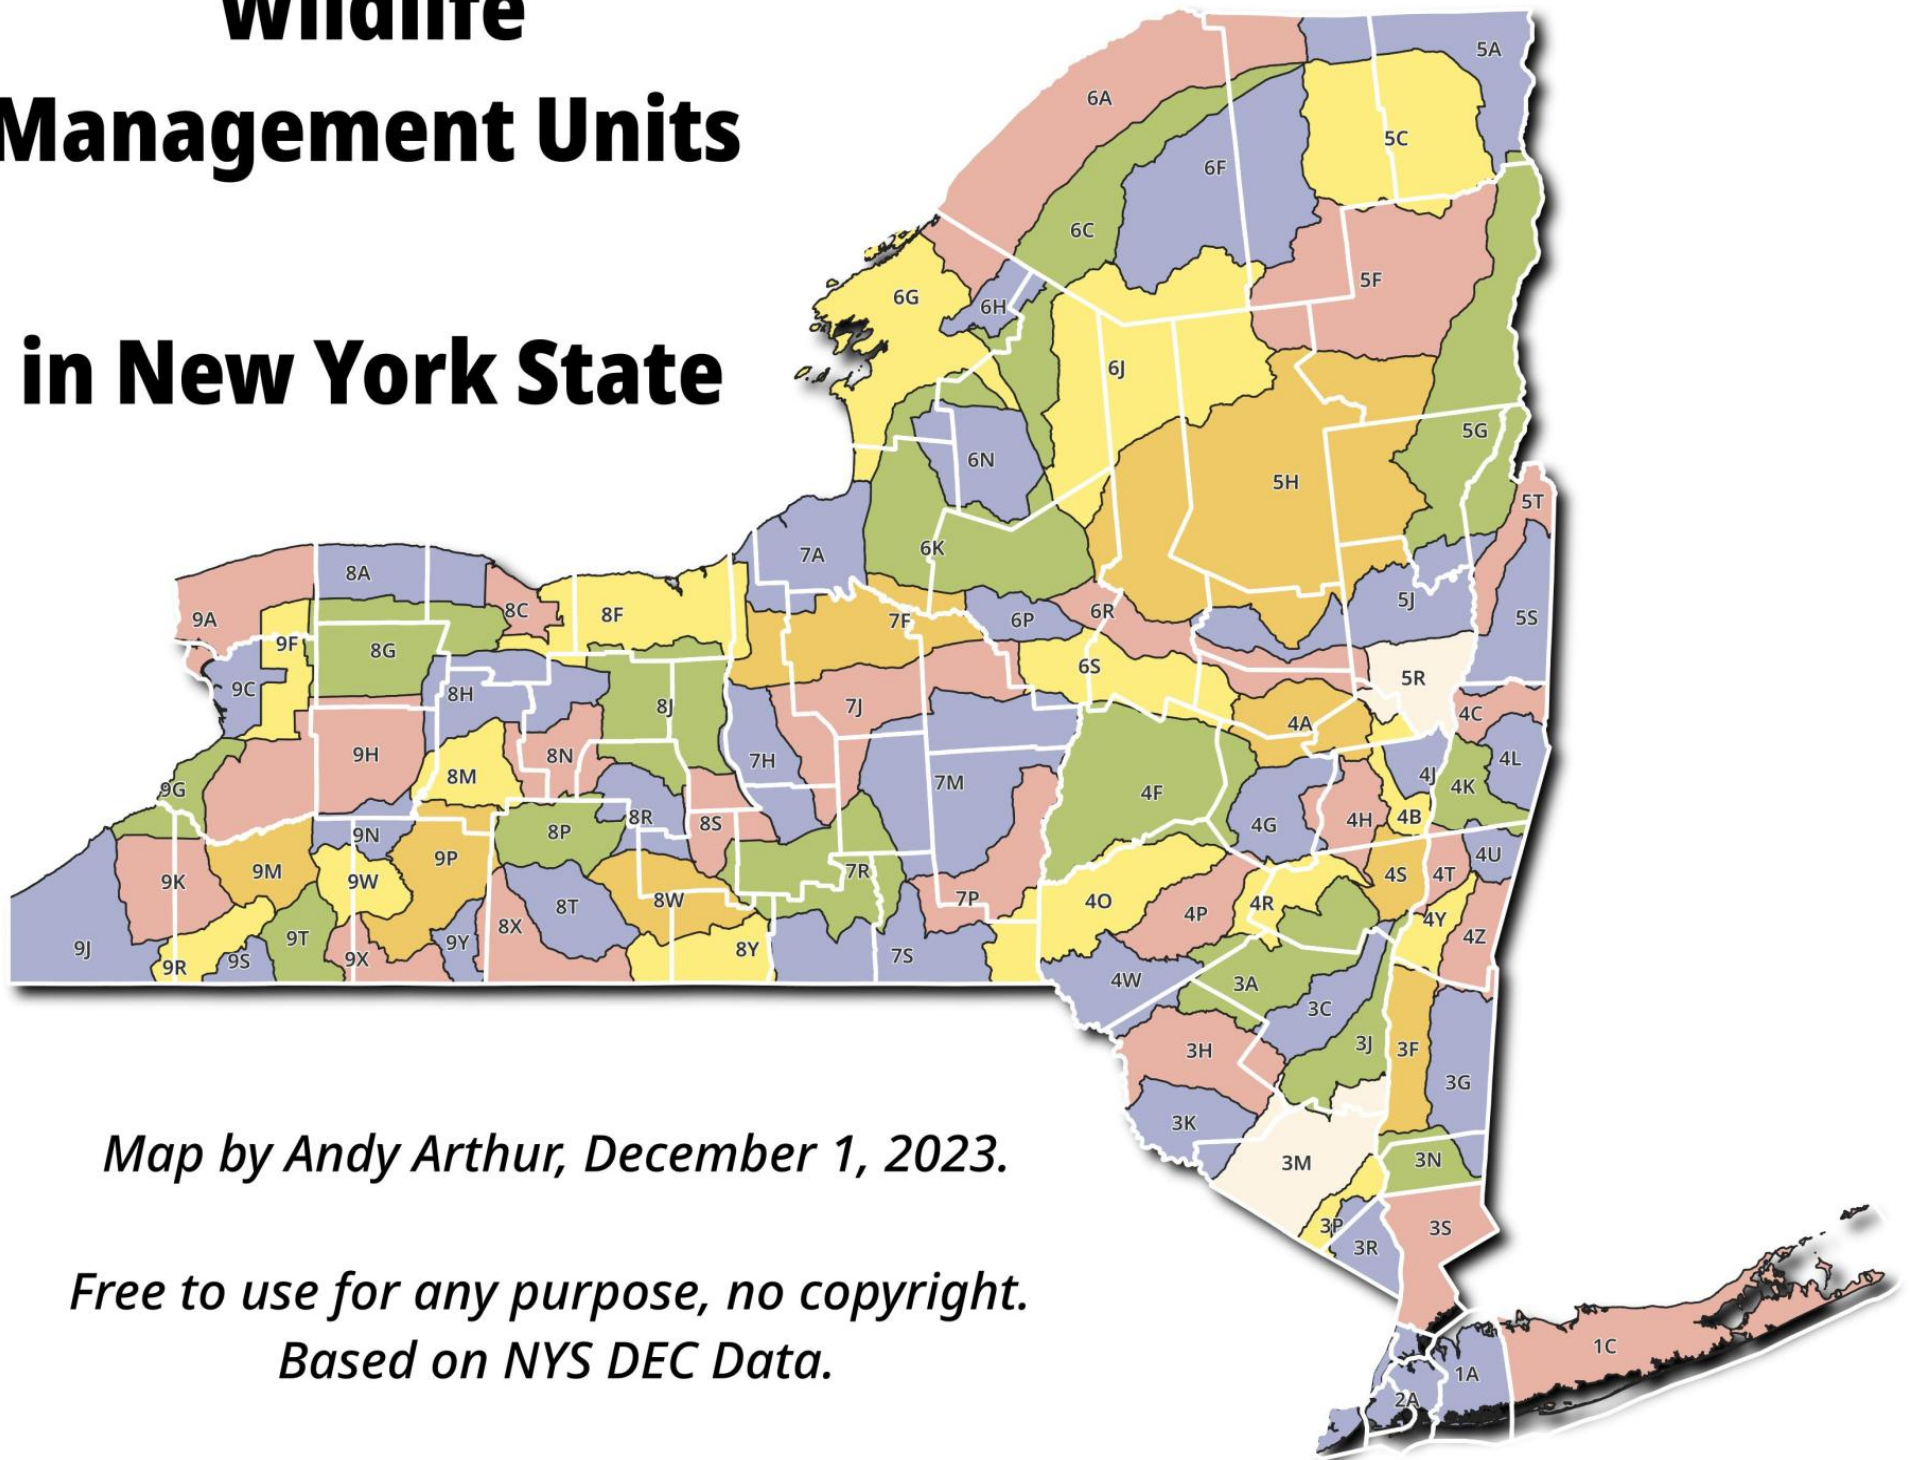 Wildlife
Management Units
in New York State
5A
6A
5C
6F
6C
5F
6G
6H
6J
5G
6N
5H
5T
6K
7A
8A
8C
8F
9A
7F
6P
6R
5J
5S
9F
8G
6S
5R
9C
8H
8J
7J
4A
4C
9H
8N
7H
7M
4F
4J
4L
4K
9G
8M
8R
8S
4G
4H
4B
9N
8P
9P
9M
9W
9K
7R
4S
4T
4U
8T
8W
7P
4O
4P
4R
4Y
4Z
9J
9R
9S
9T
9X
9Y
8X
8Y
7S
4W
3A
3C
3H
3J
3F
3G
3K
3M
3N
3P
3R
3S
1C
1A
2A
Map by Andy Arthur, December 1, 2023.
Free to use for any purpose, no copyright.
Based on NYS DEC Data.